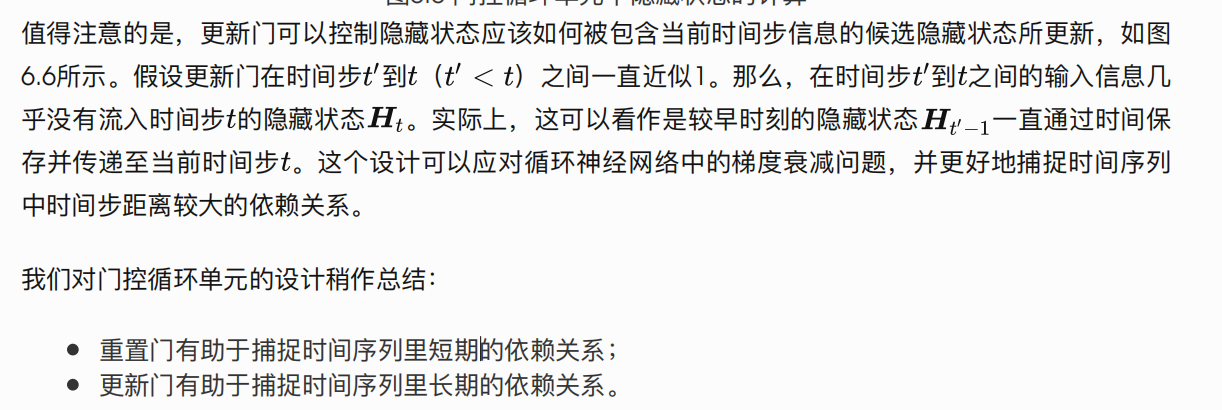 值得注意的是，更新门可以控制隐藏状态应该如何被包含当前时间步信息的候选隐藏状态所更新，如图
6.6所示。假设更新门在时间步t′到t（t′ < t）之间一直近似1。那么，在时间步t′到t之间的输入信息几
乎没有流入时间步t的隐藏状态H_t。实际上，这可以看作是较早时刻的隐藏状态H_{t′−1}一直通过时间保
存并传递至当前时间步t。这个设计可以应对循环神经网络中的梯度衰减问题，并更好地捕捉时间序列
中时间步距离较大的依赖关系。
我们对门控循环单元的设计稍作总结：
• 重置门有助于捕捉时间序列里短期的依赖关系；
• 更新门有助于捕捉时间序列里长期的依赖关系。